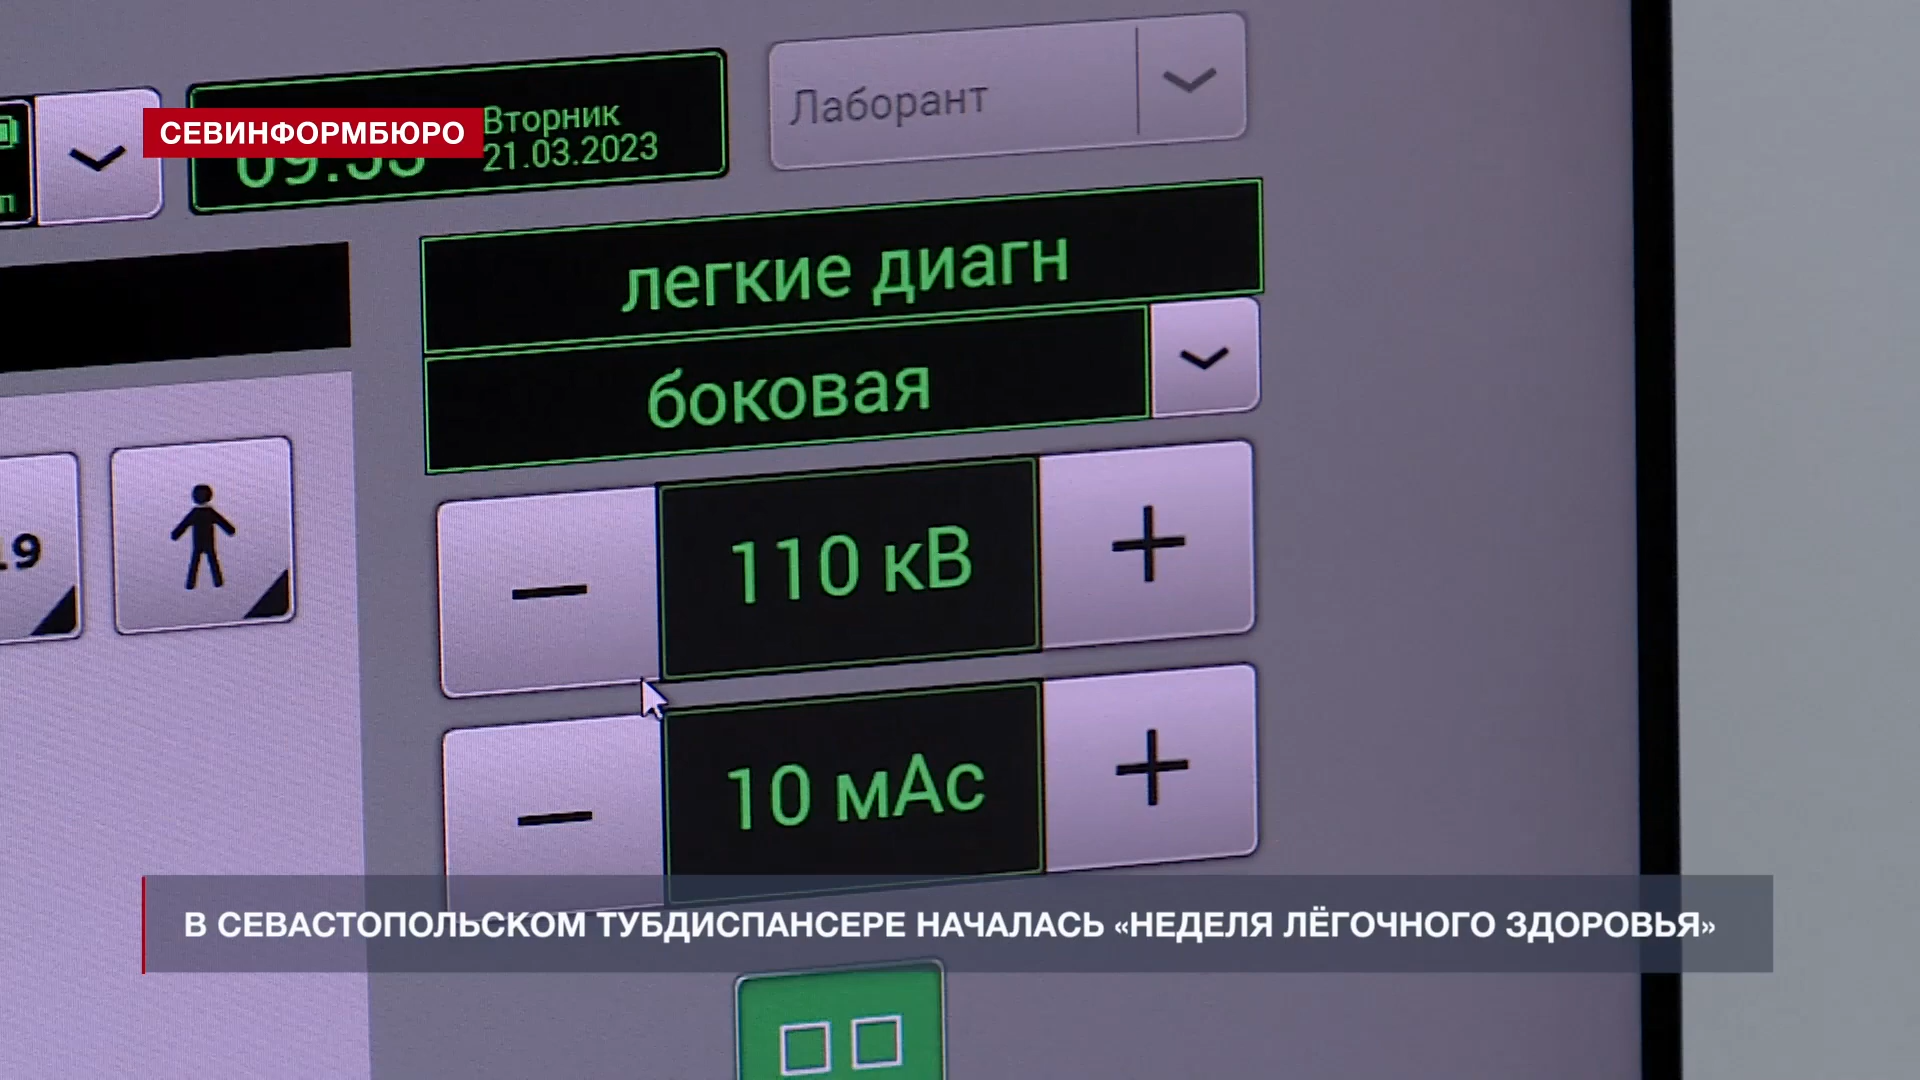 Лаборант
СЕВИНФОРМБЮРО
Вторник
21.03.2023
легкие диагн
боковая
19
110 кВ
10 мАс
В СЕВАСТОПОЛЬСКОМ ТУБДИСПАНСЕРЕ НАЧАЛАСЬ «НЕДЕЛЯ ЛЁГОЧНОГО ЗДОРОВЬЯ»